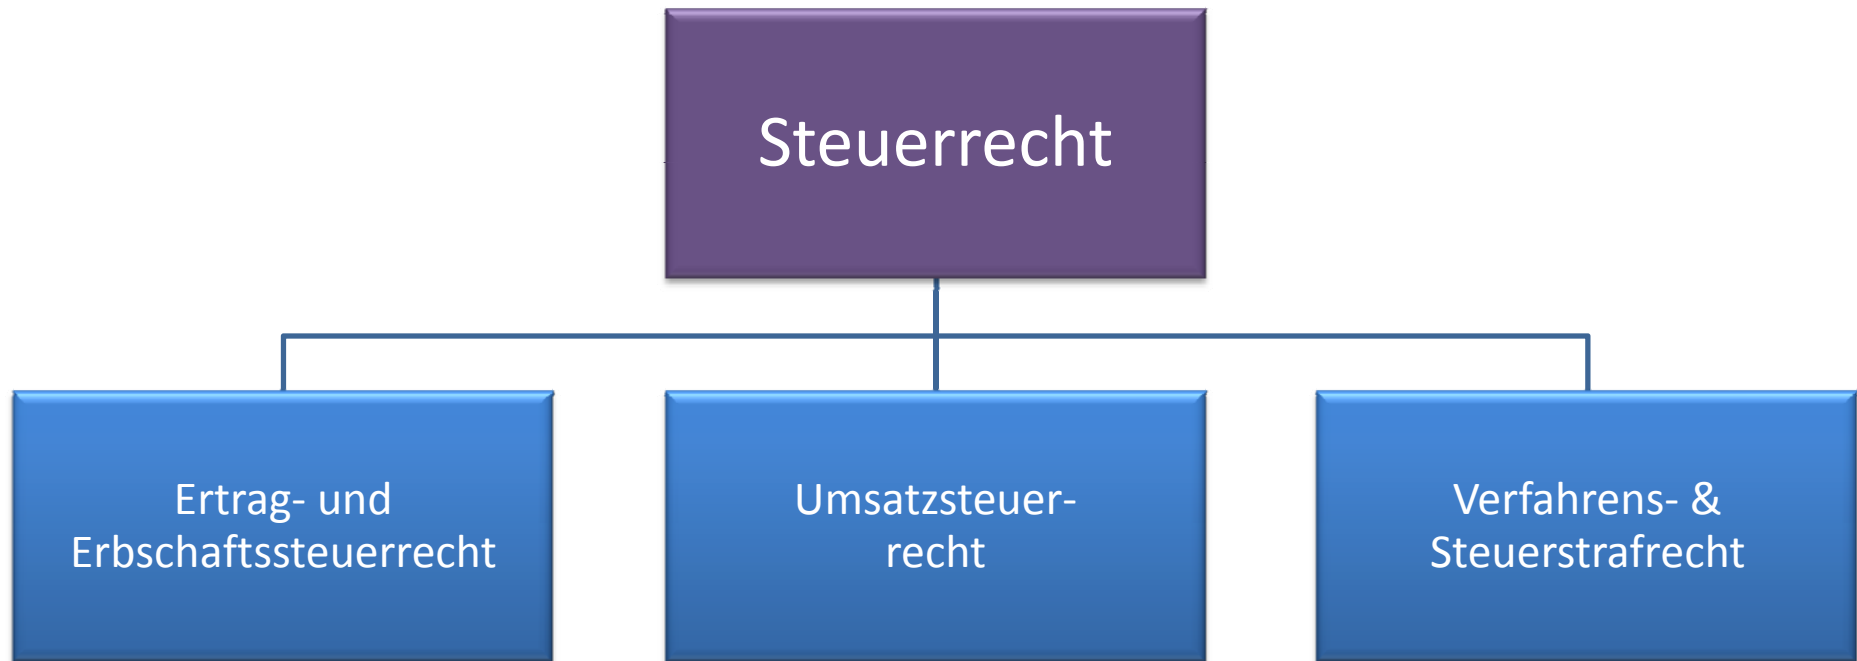 Steuerrecht
Ertrag- und
Erbschaftssteuerrecht
Umsatzsteuer-
recht
Verfahrens- &
Steuerstrafrecht